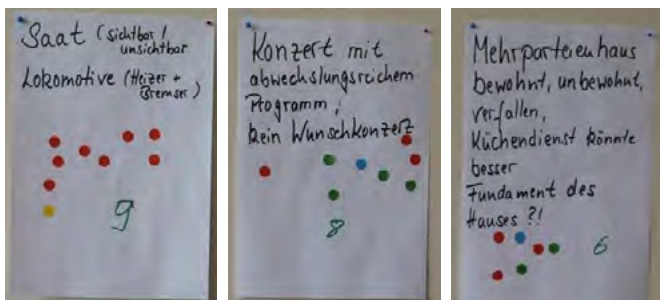 Saat (sichtbar /
unsichtbar
Lokomotive (Heizer +
Bremser)
9
Konzert mit
abwechslungsreichem
Programm,
kein Wunschkonzert
8
Mehrparteienhaus
bewohnt, unbewohnt,
verfallen,
Küchendienst könnte
besser
Fundament des
Hauses ?!
6